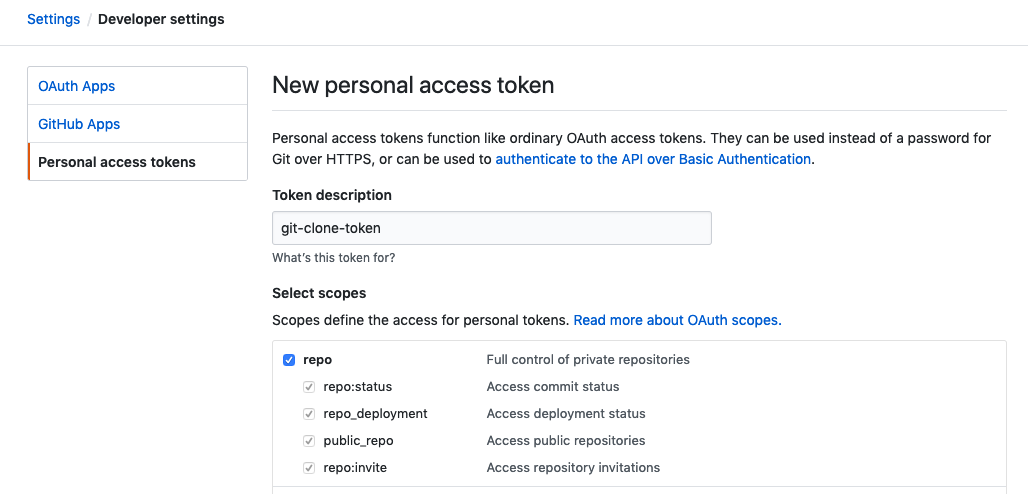 Settings / Developer settings
OAuth Apps
GitHub Apps
Personal access tokens
New personal access token
Personal access tokens function like ordinary OAuth access tokens. They can be used instead of a password for
Git over HTTPS, or can be used to authenticate to the API over Basic Authentication.
Token description
git-clone-token
What's this token for?
Select scopes
Scopes define the access for personal tokens. Read more about OAuth scopes.
repo Full control of private repositories
repo:status Access commit status
repo_deployment Access deployment status
public_repo Access public repositories
repo:invite Access repository invitations